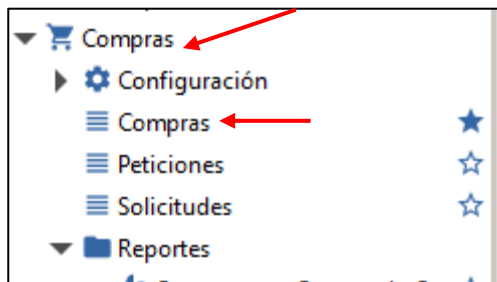 Compras
Configuración
Compras
Peticiones
Solicitudes
Reportes